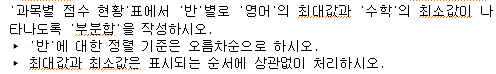 '과목별 점수 현황'표에서 '반'별로 '영어'의 최대값과 '수학'의 최소값이 나
타나도록 '부분합'을 작성하시오.
▶ '반'에 대한 정렬 기준은 오름차순으로 하시오.
▶ 최대값과 최소값은 표시되는 순서에 상관없이 처리하시오.